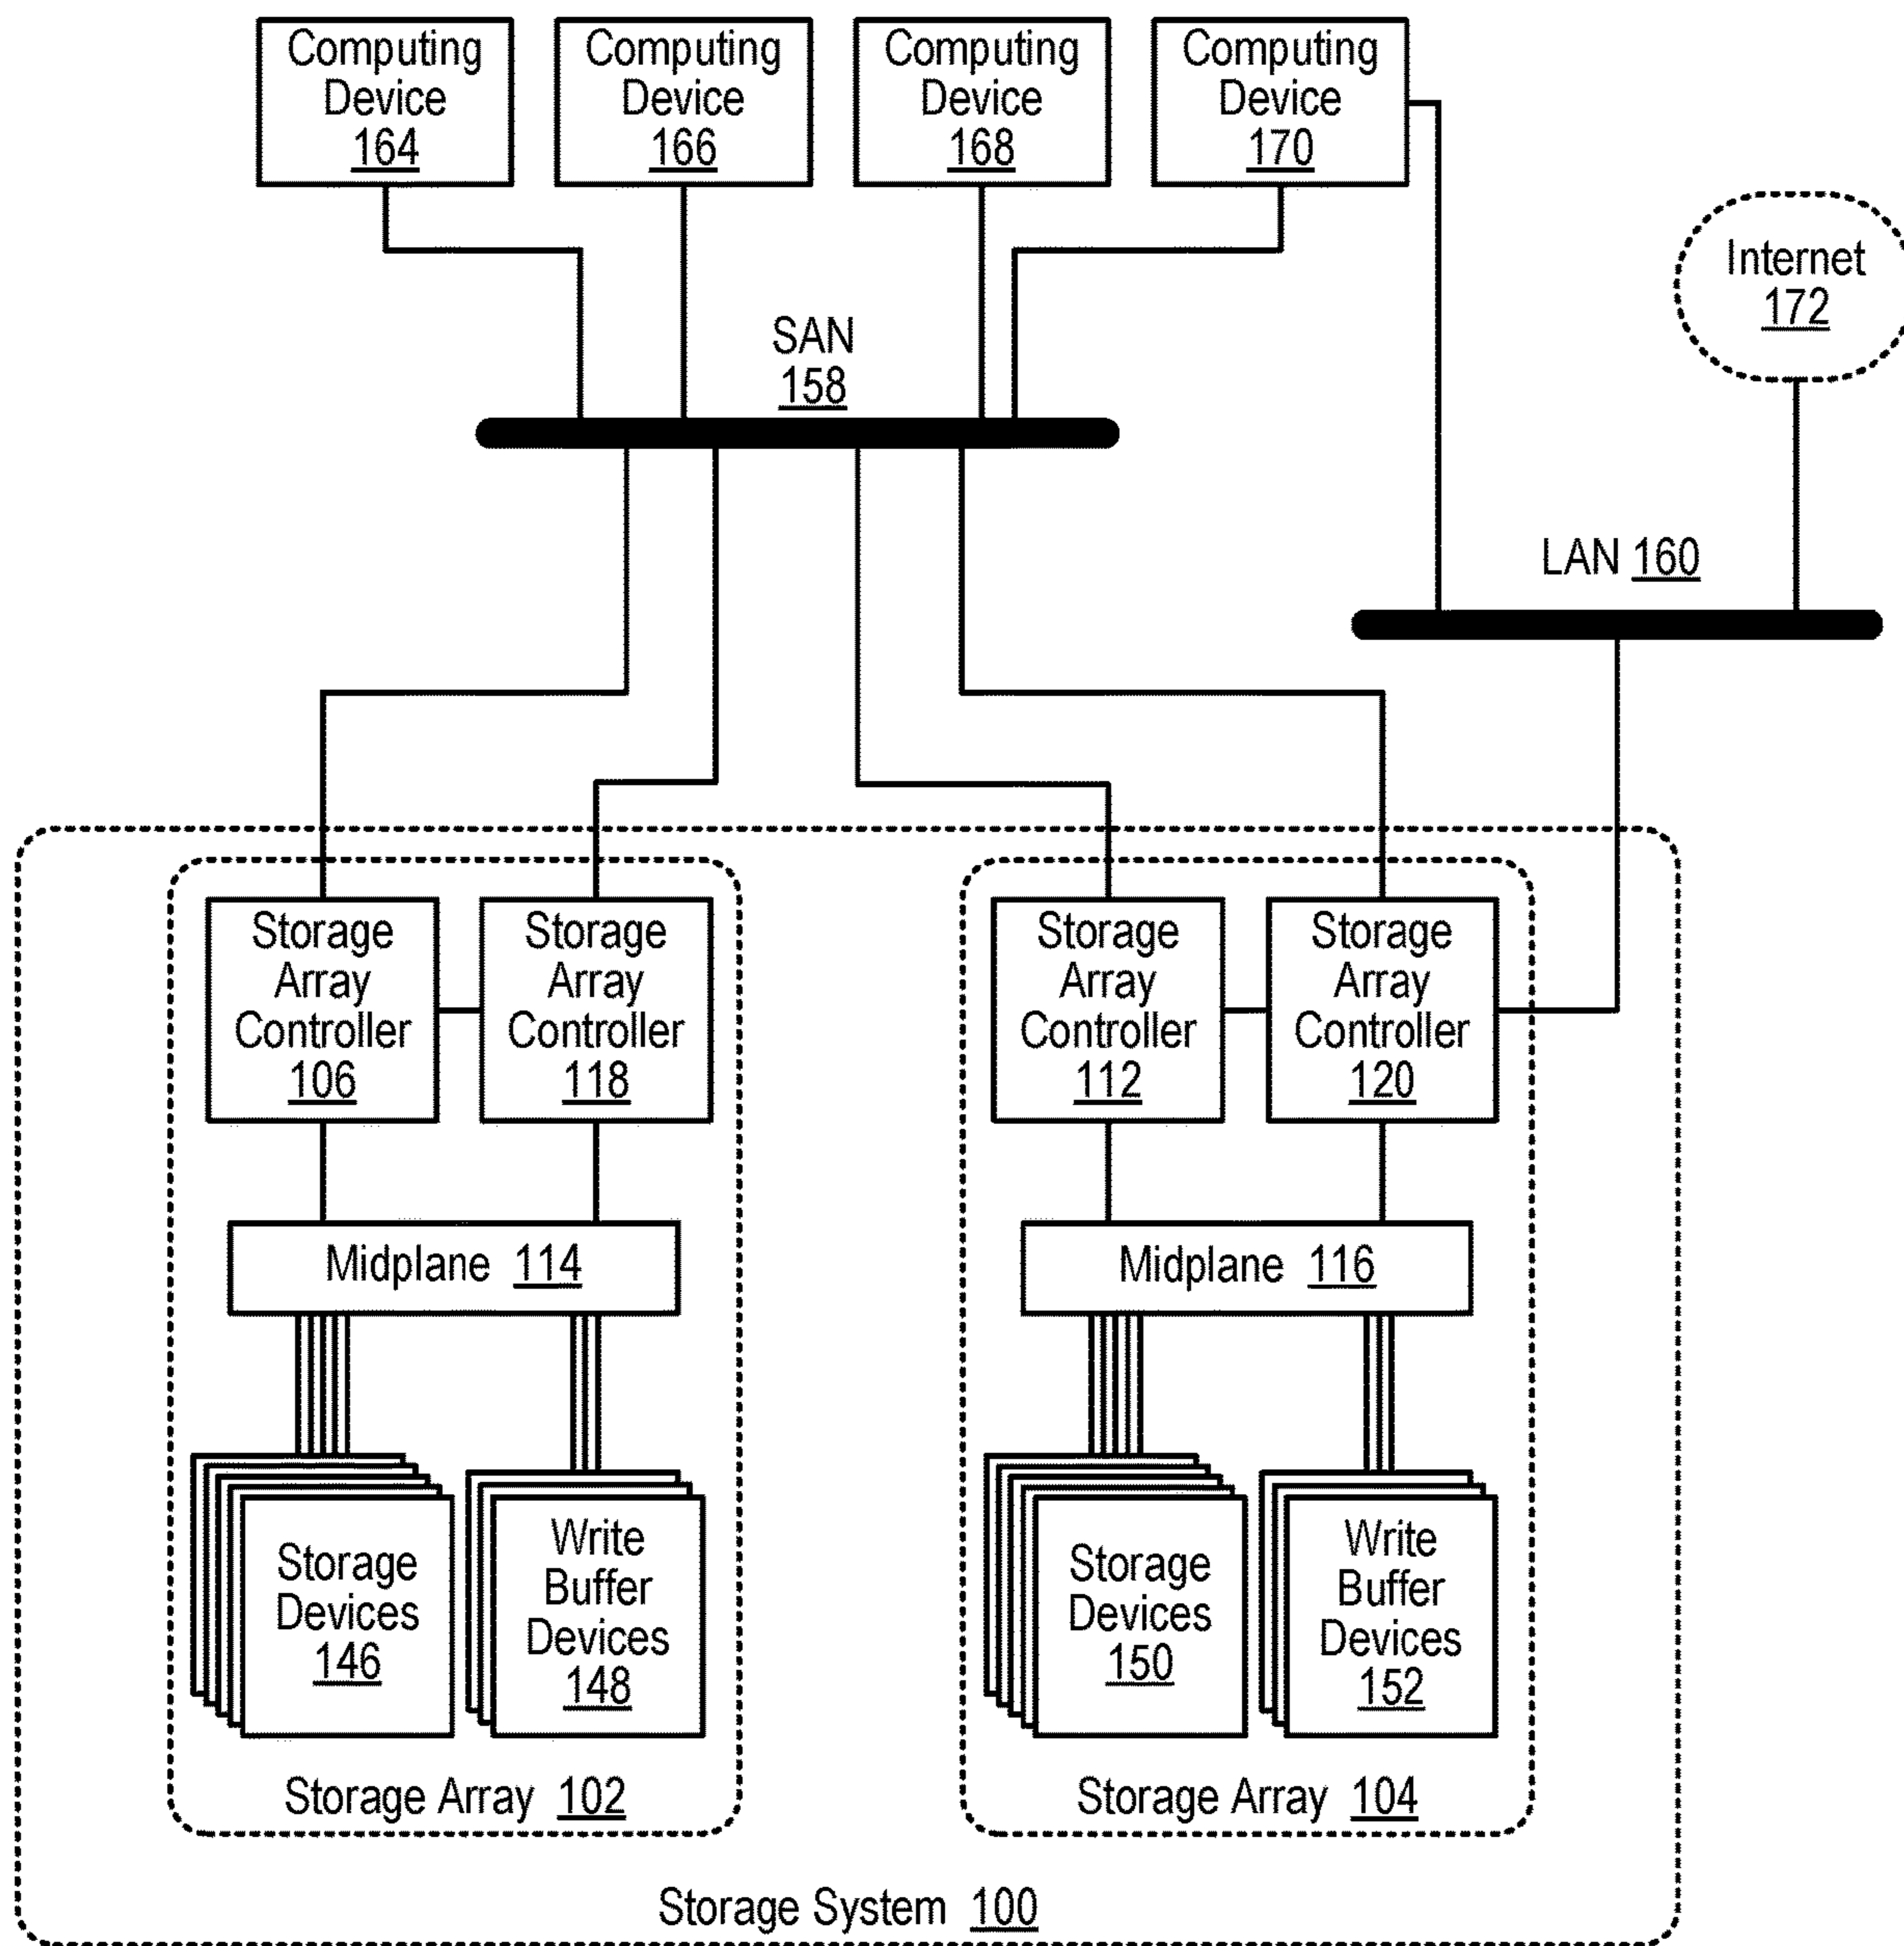 Computing
Device
164
Computing
Device
166
Computing
Device
168
Computing
Device
170
Internet
172
SAN
158
LAN 160
Storage
Array
Controller
106
Storage
Array
Controller
118
Storage
Array
Controller
112
Storage
Array
Controller
120
Midplane 114
Midplane 116
Storage
Devices
146
Write
Buffer
Devices
148
Storage
Devices
150
Write
Buffer
Devices
152
Storage Array 102
Storage Array 104
Storage System 100